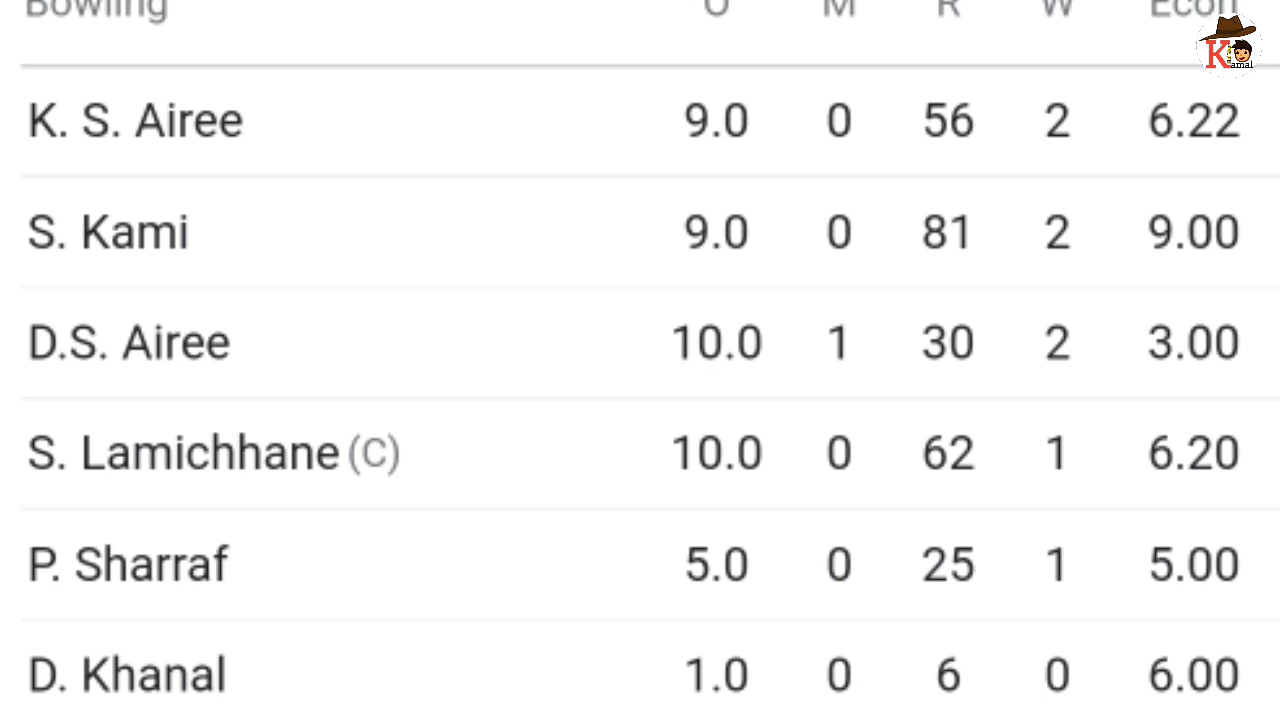 Bowling O M R W Econ
K. S. Airee 9.0 0 56 2 6.22
S. Kami 9.0 0 81 2 9.00
D.S. Airee 10.0 1 30 2 3.00
S. Lamichhane (C) 10.0 0 62 1 6.20
P. Sharraf 5.0 0 25 1 5.00
D. Khanal 1.0 0 6 0 6.00